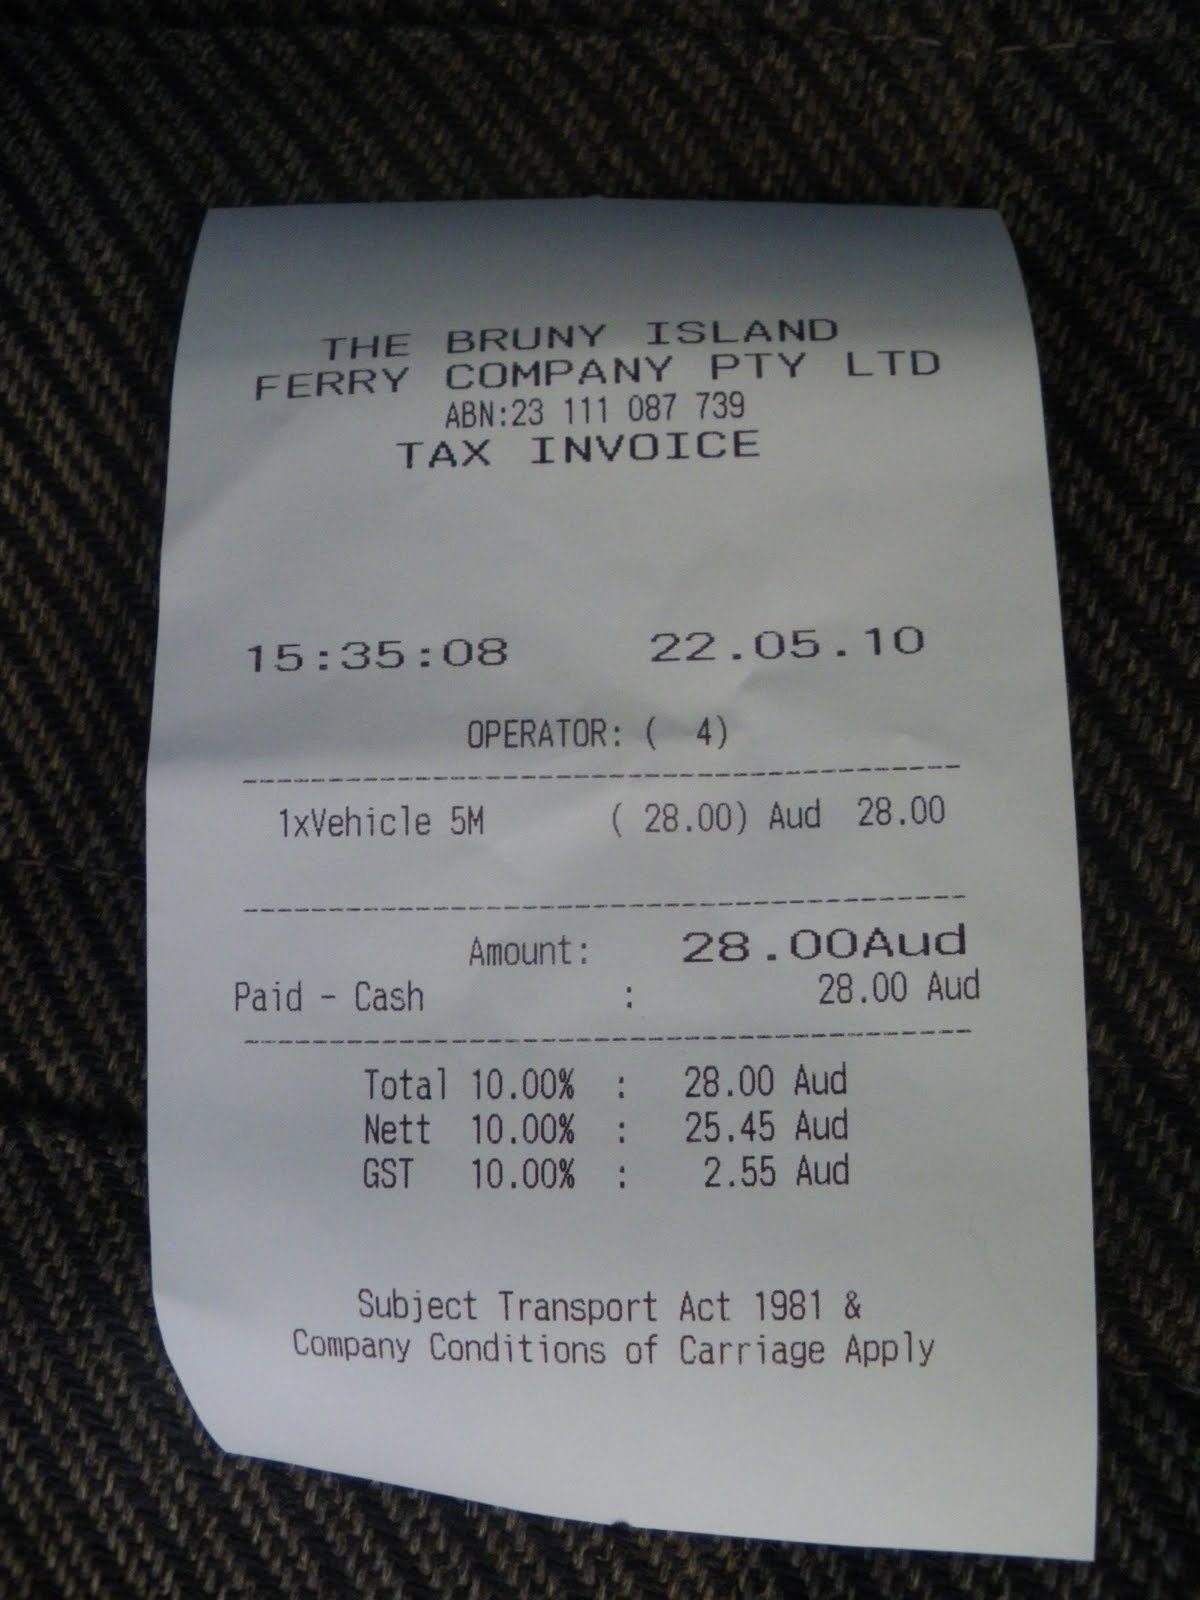 THE BRUNY ISLAND
FERRY COMPANY PTY LTD
ABN:23 111 087 739
TAX INVOICE
15:35:08 22.05.10
OPERATOR: ( 4)
1xVehicle 5M ( 28.00) Aud 28.00
Amount: 28.00Aud
Paid - Cash : 28.00 Aud
Total 10.00% : 28.00 Aud
Nett 10.00% : 25.45 Aud
GST 10.00% : 2.55 Aud
Subject Transport Act 1981 &
Company Conditions of Carriage Apply